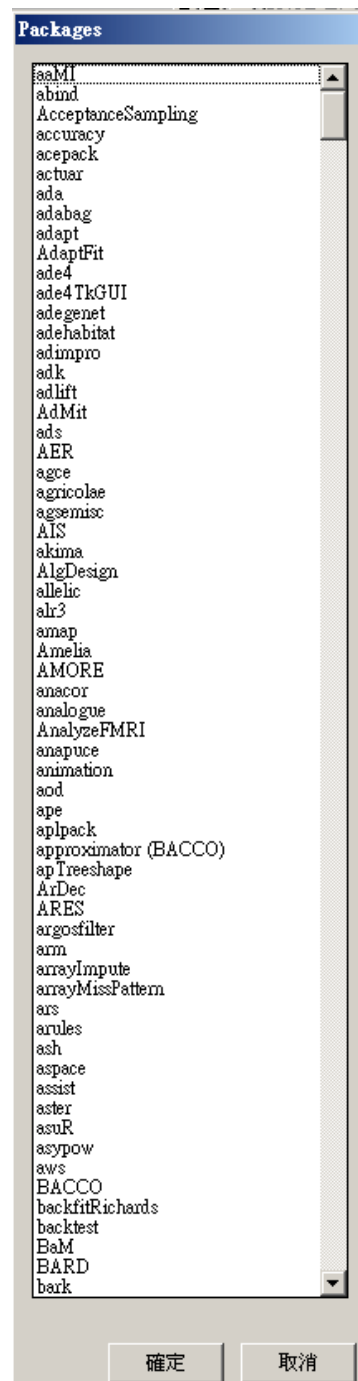 Packages
aaMI
abind
AcceptanceSampling
accuracy
acepack
actuar
ada
adabag
adapt
AdaptFit
ade4
ade4TkGUI
adegenet
adehabitat
adimpro
adk
adlift
AdMit
ads
AER
agce
agricolae
agsemisc
AIS
akima
AlgDesign
allelic
alr3
amap
Amelia
AMORE
anacor
analogue
AnalyzeFMRI
anapuce
animation
aod
ape
aplpack
approximator (BACCO)
apTreeshape
ArDec
ARES
argosfilter
arm
arrayImpute
arrayMissPattern
ars
arules
ash
aspace
assist
aster
asuR
asypow
aws
BACCO
backfitRichards
backtest
BaM
BARD
bark
確定 取消